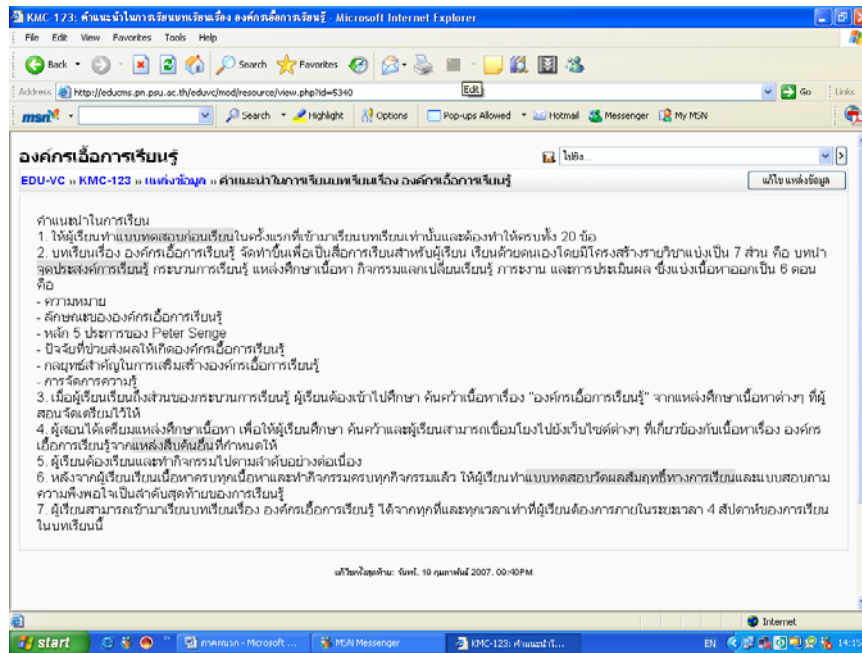 KMC-123: คำแนะนำในการเรียนบทเรียนเรื่อง องค์กรเอื้อการเรียนรู้ - Microsoft Internet Explorer
File Edit View Favorites Tools Help
Back Search Favorites
Address http://educms.pn.psu.ac.th/eduvc/mod/resource/view.php?id=5340 Edit Go Links
msn Search Highlight Options Pop-ups Allowed Hotmail Messenger My MSN
องค์กรเอื้อการเรียนรู้ ไปยัง...
EDU-VC » KMC-123 » แหล่งข้อมูล » คำแนะนำในการเรียนบทเรียนเรื่อง องค์กรเอื้อการเรียนรู้ แก้ไข แหล่งข้อมูล
คำแนะนำในการเรียน
1. ให้ผู้เรียนทำแบบทดสอบก่อนเรียนในครั้งแรกที่เข้ามาเรียนบทเรียนเท่านั้นและต้องทำให้ครบทั้ง 20 ข้อ
2. บทเรียนเรื่อง องค์กรเอื้อการเรียนรู้ จัดทำขึ้นเพื่อเป็นสื่อการเรียนสำหรับผู้เรียน เรียนด้วยตนเองโดยมีโครงสร้างรายวิชาแบ่งเป็น 7 ส่วน คือ บทนำ
จุดประสงค์การเรียนรู้ กระบวนการเรียนรู้ แหล่งศึกษาเนื้อหา กิจกรรมแลกเปลี่ยนเรียนรู้ ภาระงาน และการประเมินผล ซึ่งแบ่งเนื้อหาออกเป็น 6 ตอน
คือ
- ความหมาย
- ลักษณะขององค์กรเอื้อการเรียนรู้
- หลัก 5 ประการของ Peter Senge
- ปัจจัยที่ช่วยส่งผลให้เกิดองค์กรเอื้อการเรียนรู้
- กลยุทธ์สำคัญในการเสริมสร้างองค์กรเอื้อการเรียนรู้
- การจัดการความรู้
3. เมื่อผู้เรียนเรียนถึงส่วนของกระบวนการเรียนรู้ ผู้เรียนต้องเข้าไปศึกษา ค้นคว้าเนื้อหาเรื่อง "องค์กรเอื้อการเรียนรู้" จากแหล่งศึกษาเนื้อหาต่างๆ ที่ผู้
สอนจัดเตรียมไว้ให้
4. ผู้สอนได้เตรียมแหล่งศึกษาเนื้อหา เพื่อให้ผู้เรียนศึกษา ค้นคว้าและผู้เรียนสามารถเชื่อมโยงไปยังเว็บไซต์ต่างๆ ที่เกี่ยวข้องกับเนื้อหาเรื่อง องค์กร
เอื้อการเรียนรู้จากแหล่งสืบค้นอื่นที่กำหนดให้
5. ผู้เรียนต้องเรียนและทำกิจกรรมไปตามลำดับอย่างต่อเนื่อง
6. หลังจากผู้เรียนเรียนเนื้อหาครบทุกเนื้อหาและทำกิจกรรมครบทุกกิจกรรมแล้ว ให้ผู้เรียนทำแบบทดสอบวัดผลสัมฤทธิ์ทางการเรียนและแบบสอบถาม
ความพึงพอใจเป็นลำดับสุดท้ายของการเรียนรู้
7. ผู้เรียนสามารถเข้ามาเรียนบทเรียนเรื่อง องค์กรเอื้อการเรียนรู้ ได้จากทุกที่และทุกเวลาเท่าที่ผู้เรียนต้องการภายในระยะเวลา 4 สัปดาห์ของการเรียน
ในบทเรียนนี้
แก้ไขครั้งสุดท้าย: จันทร์, 19 กุมภาพันธ์ 2007, 09:40PM
Internet
start ภาคผนวก - Microsoft ... MSN Messenger KMC-123: คำแนะนำใ... EN 14:15